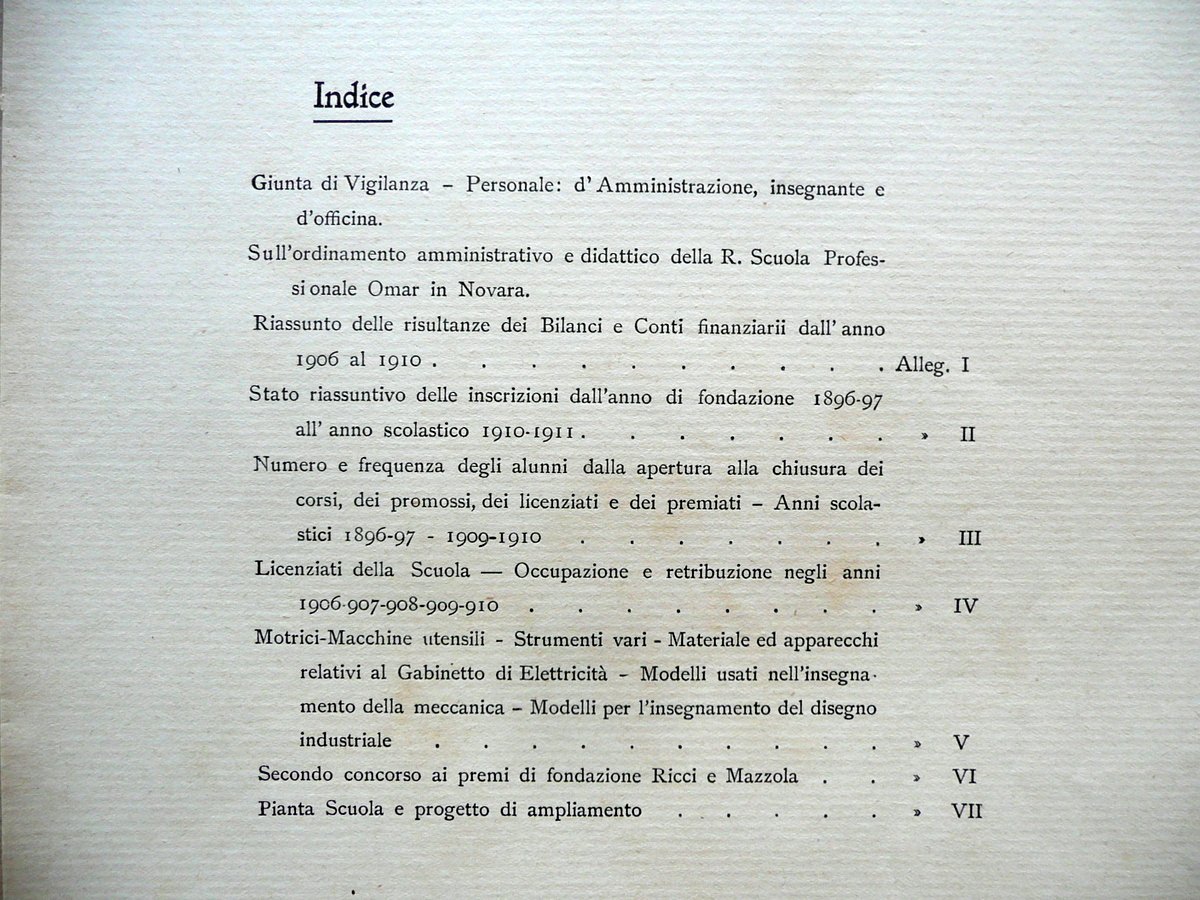 Indice
Giunta di Vigilanza – Personale: d'Amministrazione, insegnante e
d'officina.
Sull'ordinamento amministrativo e didattico della R. Scuola Profes-
sionale Omar in Novara.
Riassunto delle risultanze dei Bilanci e Conti finanziarii dall'anno
1906 al 1910 . . . . . . . . . . Alleg. I
Stato riassuntivo delle inscrizioni dall'anno di fondazione 1896-97
all'anno scolastico 1910-1911 . . . . . . . » II
Numero e frequenza degli alunni dalla apertura alla chiusura dei
corsi, dei promossi, dei licenziati e dei premiati – Anni scola-
stici 1896-97 - 1909-1910 . . . . . . . » III
Licenziati della Scuola — Occupazione e retribuzione negli anni
1906-907-908-909-910 . . . . . . . . » IV
Motrici-Macchine utensili - Strumenti vari - Materiale ed apparecchi
relativi al Gabinetto di Elettricità – Modelli usati nell'insegna-
mento della meccanica – Modelli per l'insegnamento del disegno
industriale . . . . . . . . . . » V
Secondo concorso ai premi di fondazione Ricci e Mazzola . . » VI
Pianta Scuola e progetto di ampliamento . . . . . » VII